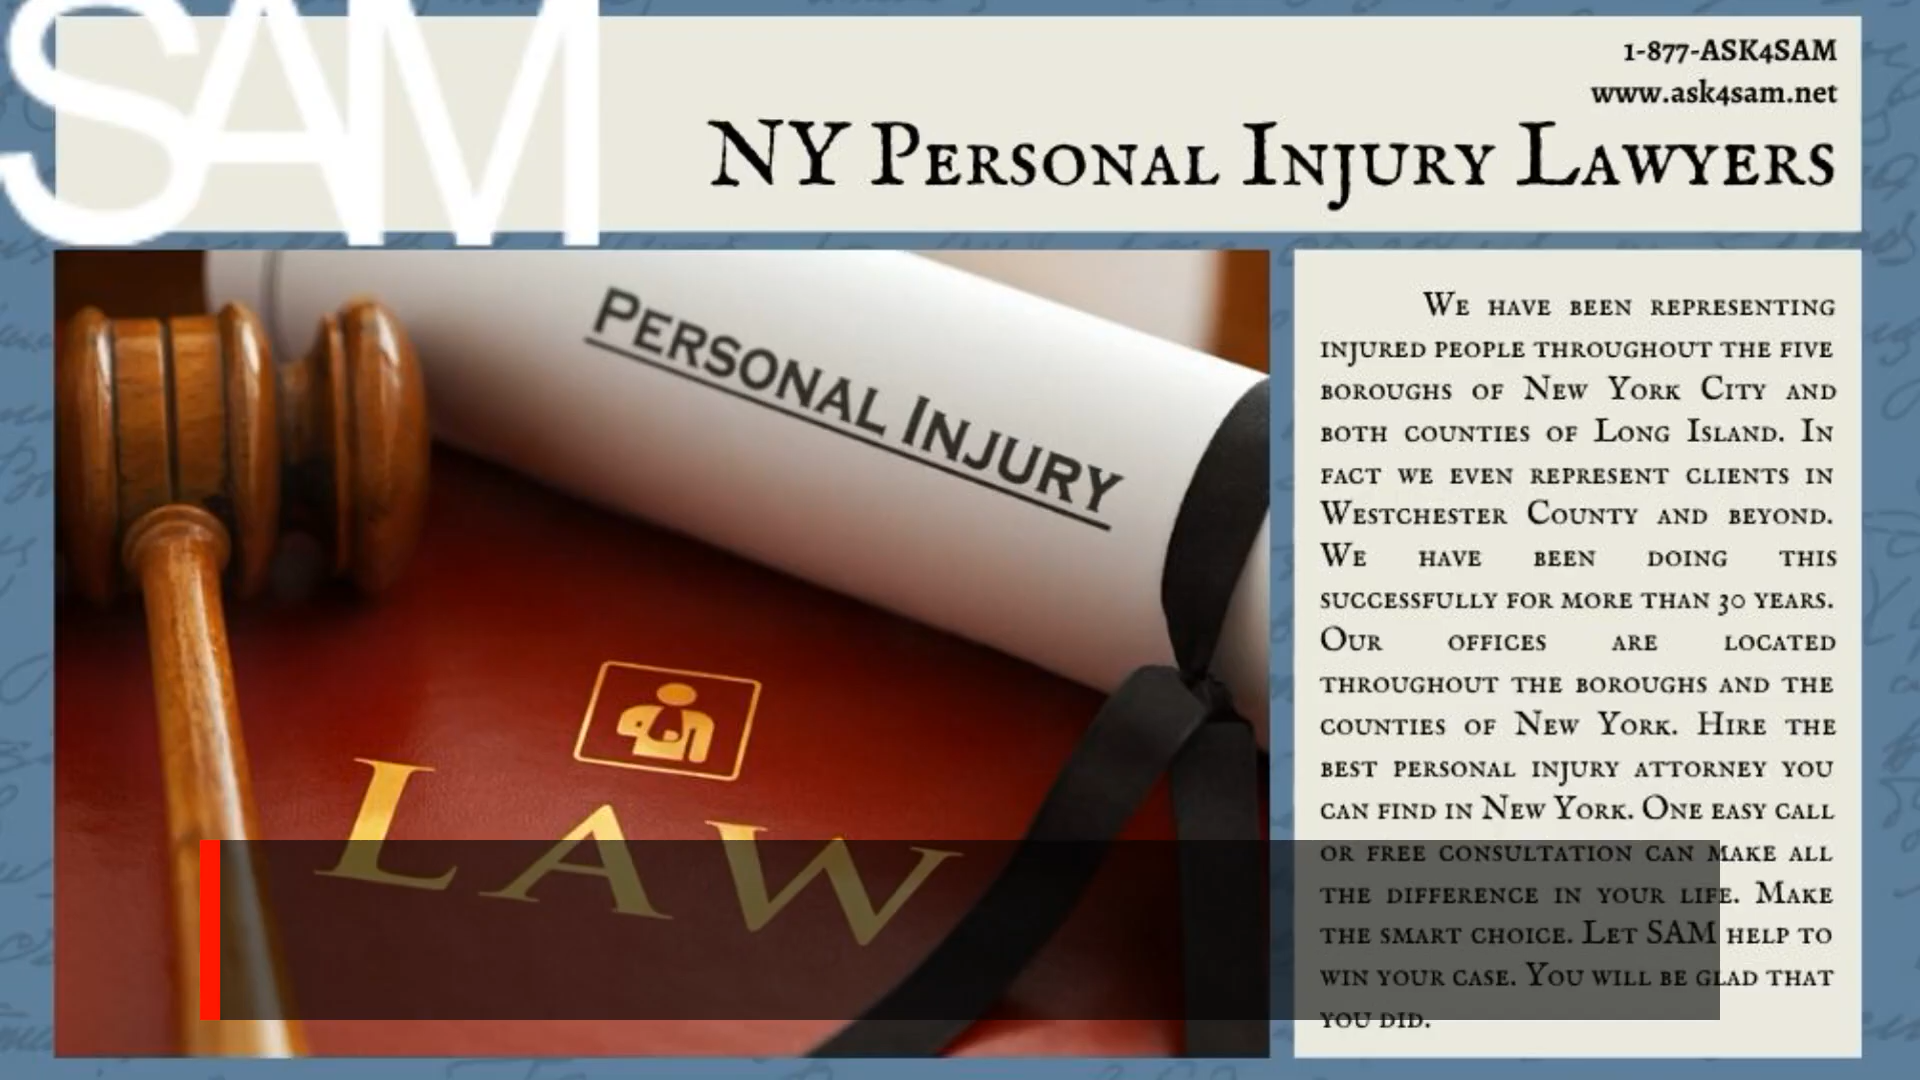 SAM
1-877-ASK4SAM
www.ask4sam.net
NY Personal Injury Lawyers
Personal Injury
LAW
We have been representing
injured people throughout the five
boroughs of New York City and
both counties of Long Island. In
fact we even represent clients in
Westchester County and beyond.
We have been doing this
successfully for more than 30 years.
Our offices are located
throughout the boroughs and the
counties of New York. Hire the
best personal injury attorney you
can find in New York. One easy call
or free consultation can make all
the difference in your life. Make
the smart choice. Let SAM help to
win your case. You will be glad that
you did.